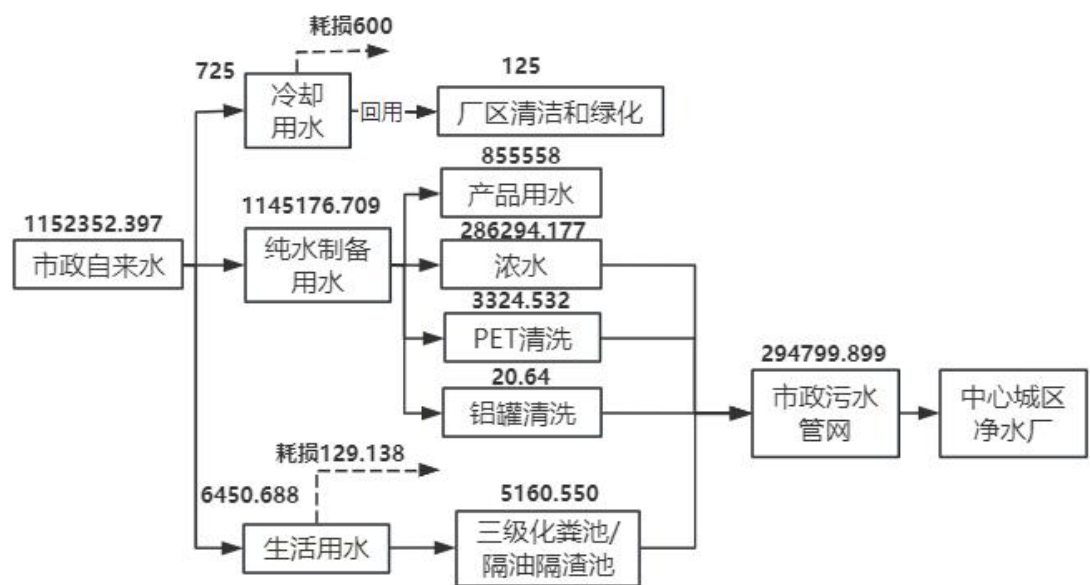 耗损600
725
冷却
用水
回用
125
厂区清洁和绿化
855558
产品用水
1152352.397
市政自来水
1145176.709
纯水制备
用水
286294.177
浓水
3324.532
PET清洗
20.64
铝罐清洗
294799.899
市政污水
管网
中心城区
净水厂
耗损129.138
6450.688
生活用水
5160.550
三级化粪池/
隔油隔渣池